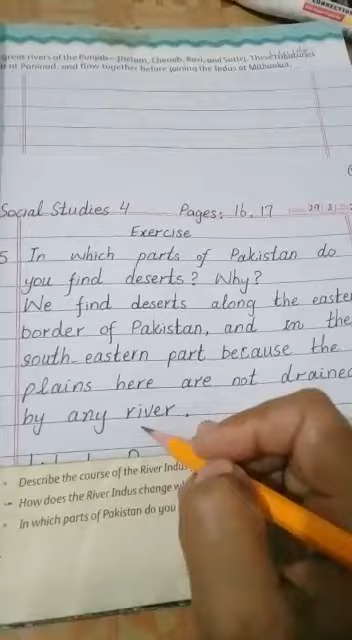 great rivers of the Punjab – Jhelum, Chenab, Ravi, and Sutlej. These tributaries
at Panjnad, and flow together before joining the Indus at Mithankot.
Social Studies 4 Pages: 16, 17 29 3
Exercise
5 In which parts of Pakistan do
you find deserts? Why?
We find deserts along the easte
border of Pakistan, and in the
south-eastern part because the
plains here are not drained
by any river.
Describe the course of the River Indus
How does the River Indus change w
In which parts of Pakistan do you